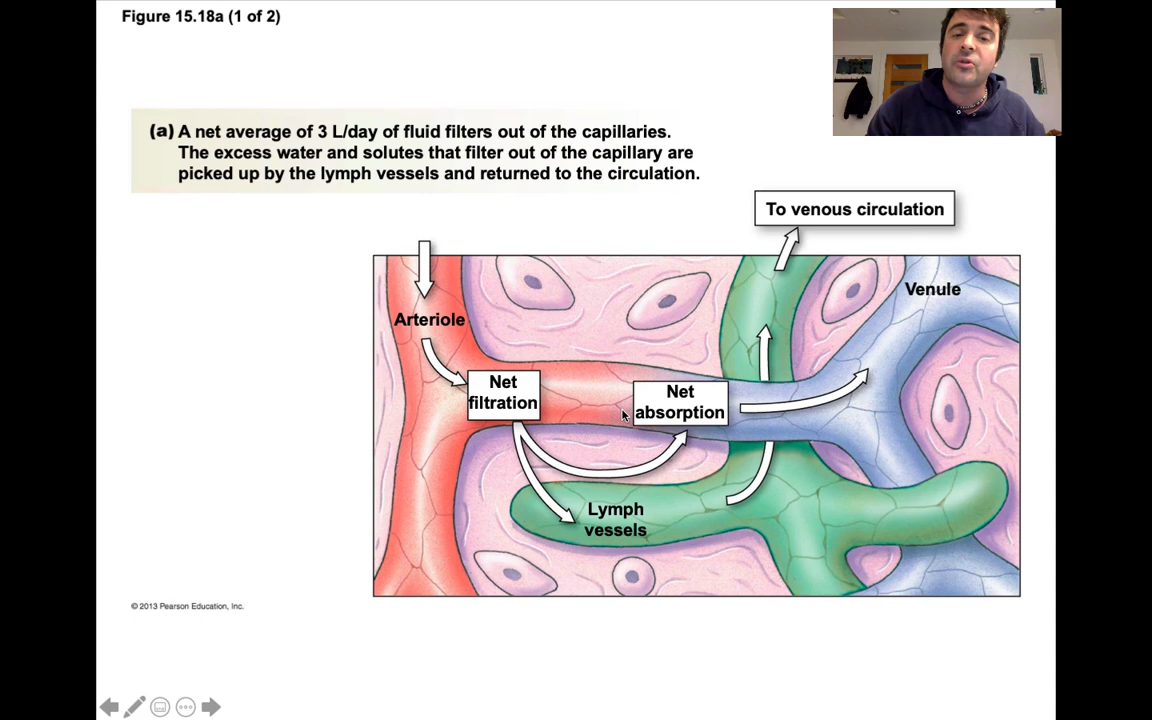 Figure 15.18a (1 of 2)
(a) A net average of 3 L/day of fluid filters out of the capillaries.
The excess water and solutes that filter out of the capillary are
picked up by the lymph vessels and returned to the circulation.
To venous circulation
Venule
Arteriole
Net
filtration
Net
absorption
Lymph
vessels
© 2013 Pearson Education, Inc.